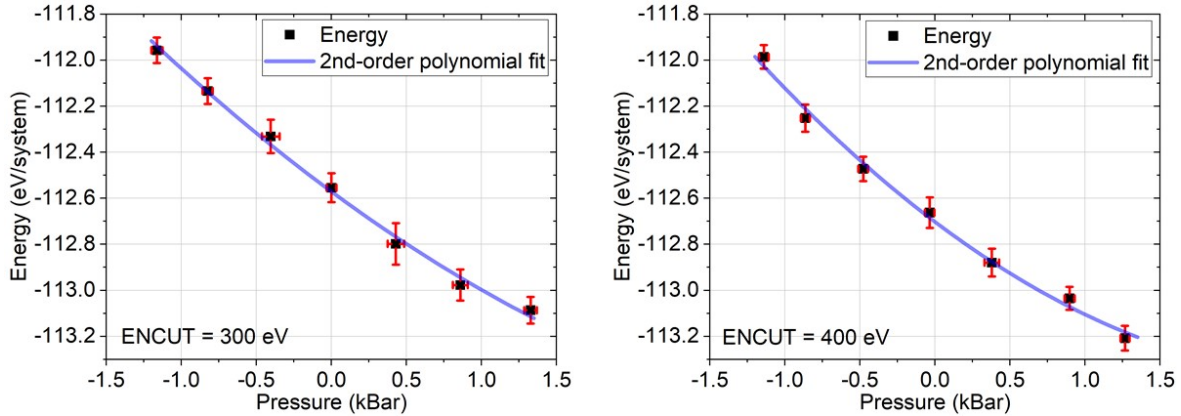 -111.8
-112.0
-112.2
-112.4
-112.6
-112.8
-113.0
-113.2
Energy (eV/system)
Energy
2nd-order polynomial fit
ENCUT = 300 eV
-1.5 -1.0 -0.5 0.0 0.5 1.0 1.5
Pressure (kBar)
-111.8
-112.0
-112.2
-112.4
-112.6
-112.8
-113.0
-113.2
Energy (eV/system)
Energy
2nd-order polynomial fit
ENCUT = 400 eV
-1.5 -1.0 -0.5 0.0 0.5 1.0 1.5
Pressure (kBar)